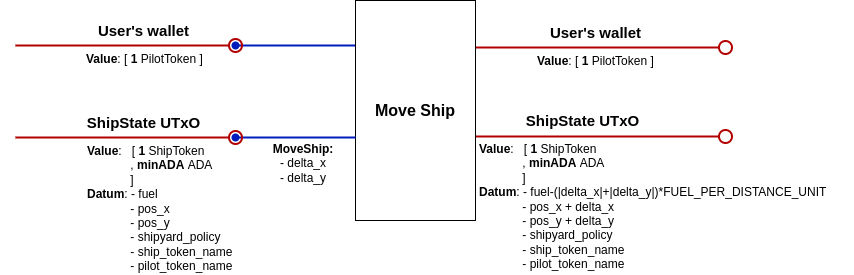 User's wallet
Value: [ 1 PilotToken ]
ShipState UTxO
Value: [ 1 ShipToken
, minADA ADA
]
Datum: - fuel
- pos_x
- pos_y
- shipyard_policy
- ship_token_name
- pilot_token_name
MoveShip:
- delta_x
- delta_y
Move Ship
User's wallet
Value: [ 1 PilotToken ]
ShipState UTxO
Value: [ 1 ShipToken
, minADA ADA
]
Datum: - fuel-(|delta_x|+|delta_y|)*FUEL_PER_DISTANCE_UNIT
- pos_x + delta_x
- pos_y + delta_y
- shipyard_policy
- ship_token_name
- pilot_token_name